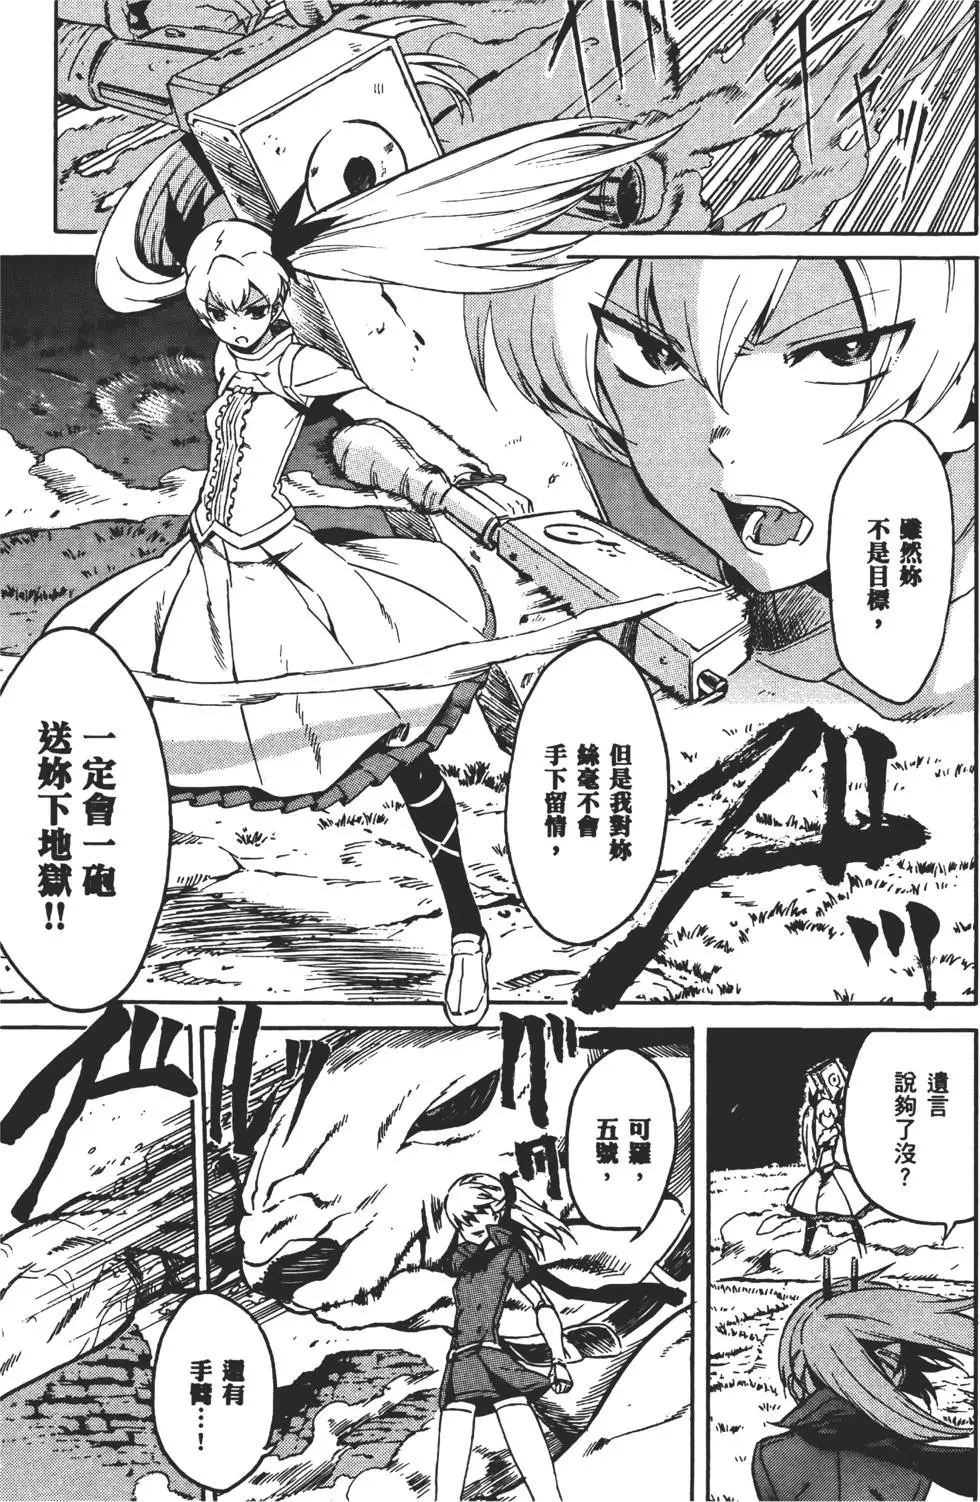 雖然妳
不是目標，
但是我對妳
絲毫不會
手下留情，
一定會一砲
送妳下地獄!!
遺言
說夠了沒？
可羅，
五號，
還有
手臂…！